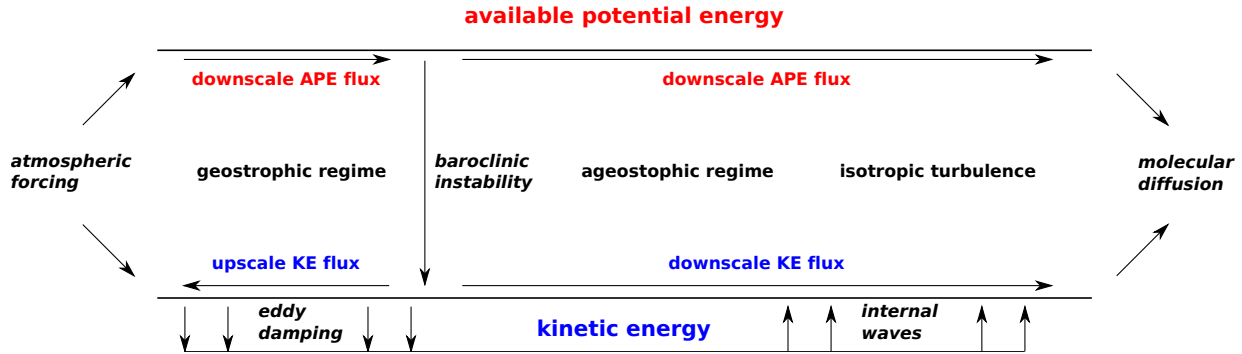 available potential energy
downscale APE flux
downscale APE flux
atmospheric
forcing
geostrophic regime
baroclinic
instability
ageostophic regime
isotropic turbulence
molecular
diffusion
upscale KE flux
downscale KE flux
eddy
damping
kinetic energy
internal
waves